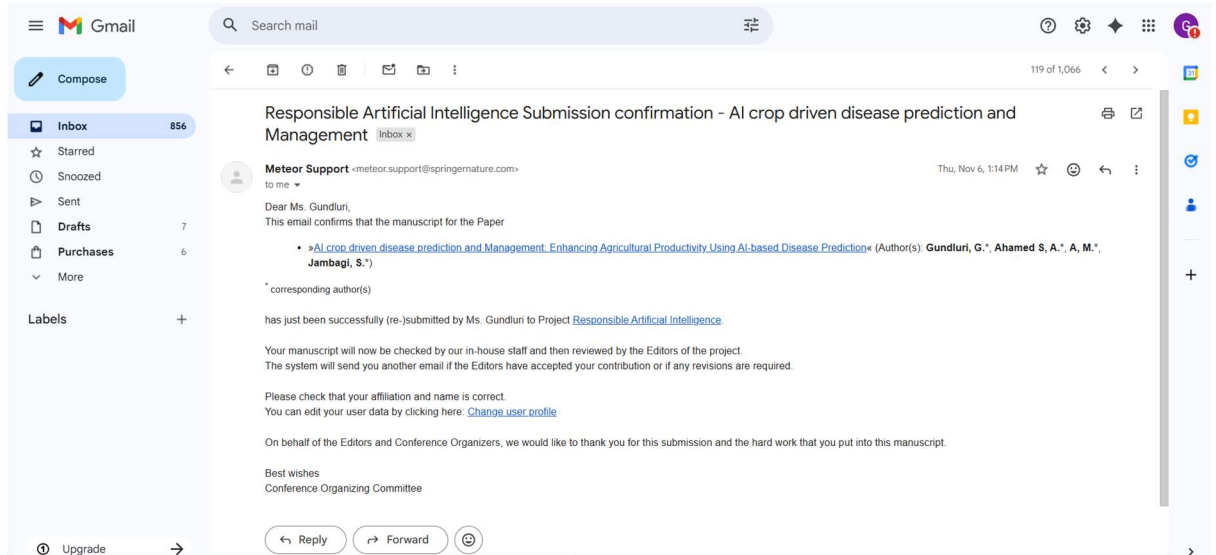 Gmail
Search mail
G
Compose
119 of 1,066
31
Inbox 856
Starred
Snoozed
Sent
Drafts 7
Purchases 6
More
Labels
Responsible Artificial Intelligence Submission confirmation - AI crop driven disease prediction and
Management Inbox x
Meteor Support <meteor.support@springernature.com> Thu, Nov 6, 1:14 PM
to me
Dear Ms. Gundluri,
This email confirms that the manuscript for the Paper
• »AI crop driven disease prediction and Management: Enhancing Agricultural Productivity Using AI-based Disease Prediction« (Author(s): Gundluri, G.*, Ahamed S, A.*, A, M.*,
Jambagi, S.*)
* corresponding author(s)
has just been successfully (re-)submitted by Ms. Gundluri to Project Responsible Artificial Intelligence.
Your manuscript will now be checked by our in-house staff and then reviewed by the Editors of the project.
The system will send you another email if the Editors have accepted your contribution or if any revisions are required.
Please check that your affiliation and name is correct.
You can edit your user data by clicking here: Change user profile
On behalf of the Editors and Conference Organizers, we would like to thank you for this submission and the hard work that you put into this manuscript.
Best wishes
Conference Organizing Committee
Reply Forward
Upgrade